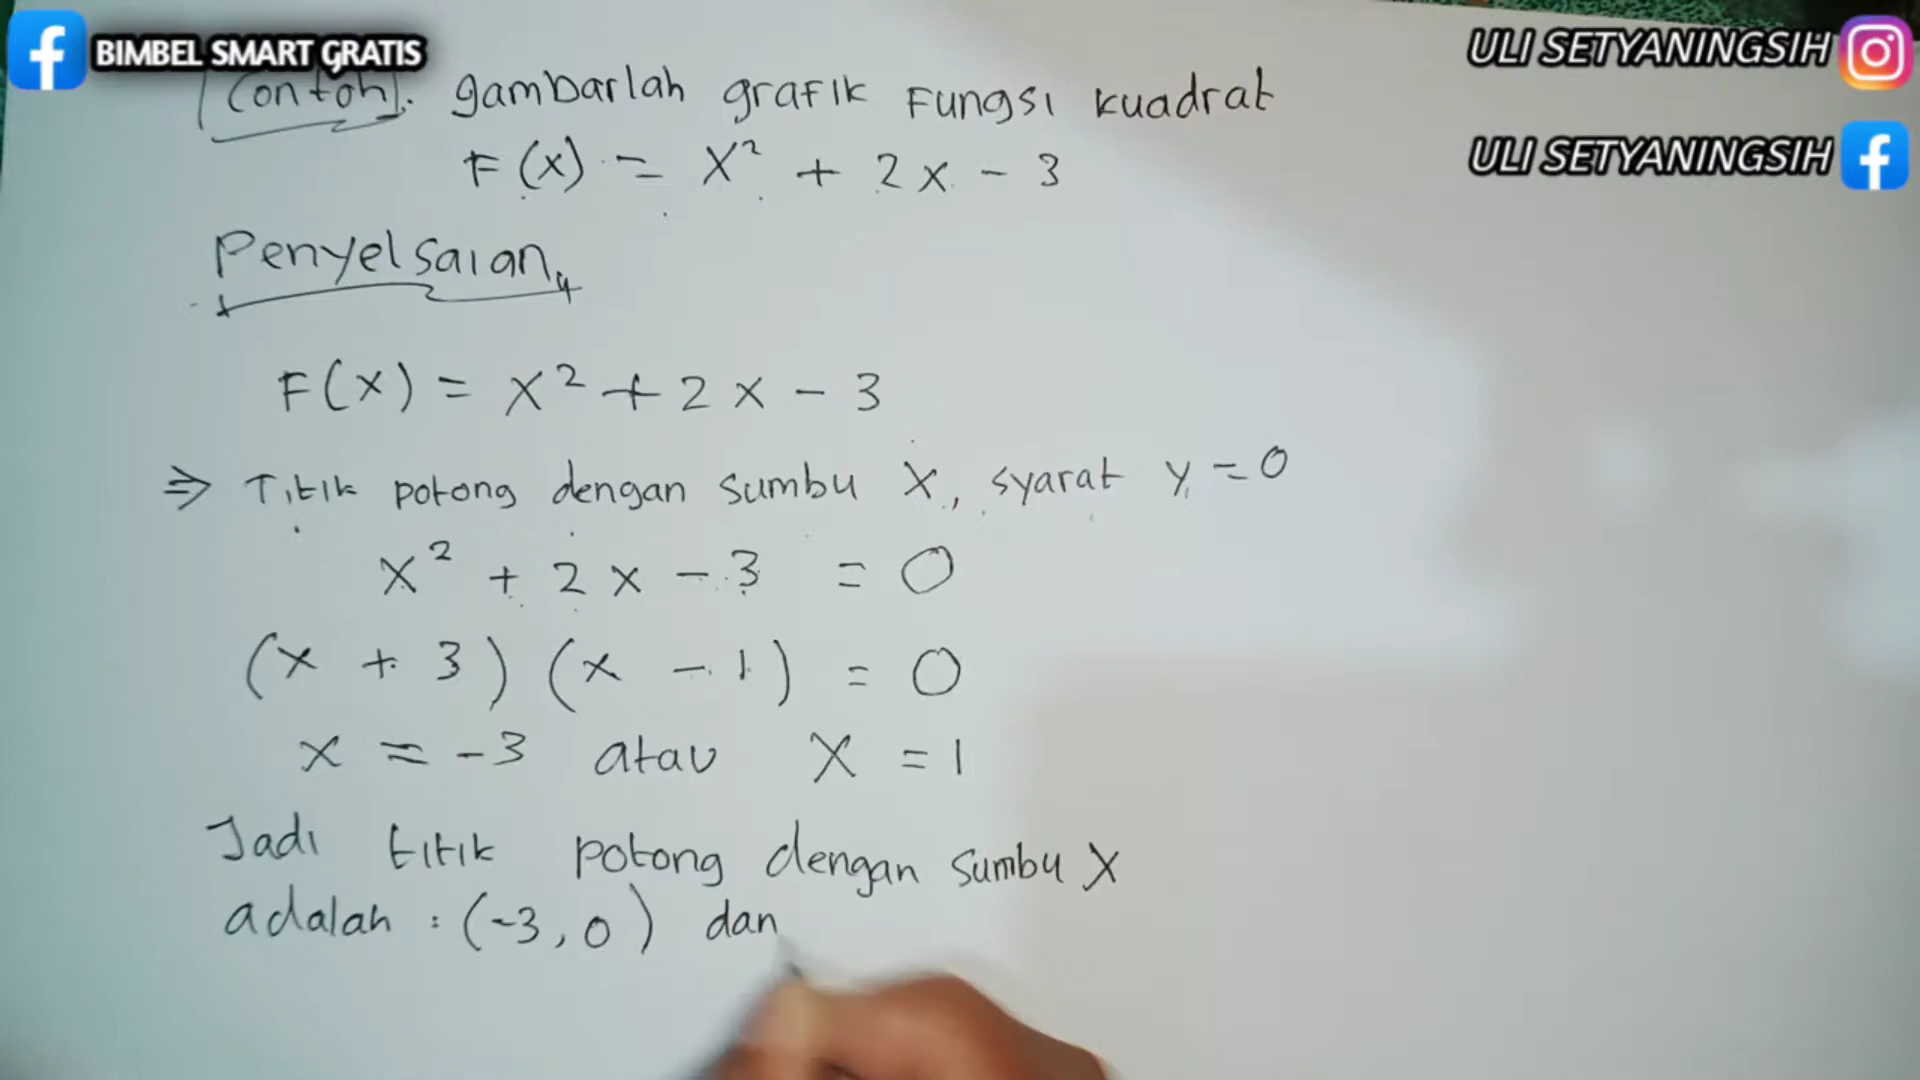 BIMBEL SMART GRATIS
ULI SETYANINGSIH
ULI SETYANINGSIH
Contoh: gambarlah grafik Fungsi kuadrat
F(x) = x² + 2x - 3
Penyelsaian
F(x) = x² + 2x - 3
⇒ Titik potong dengan sumbu x, syarat y = 0
x² + 2x - 3 = 0
(x + 3) (x - 1) = 0
x = -3 atau x = 1
Jadi titik potong dengan sumbu x
adalah : (-3, 0) dan